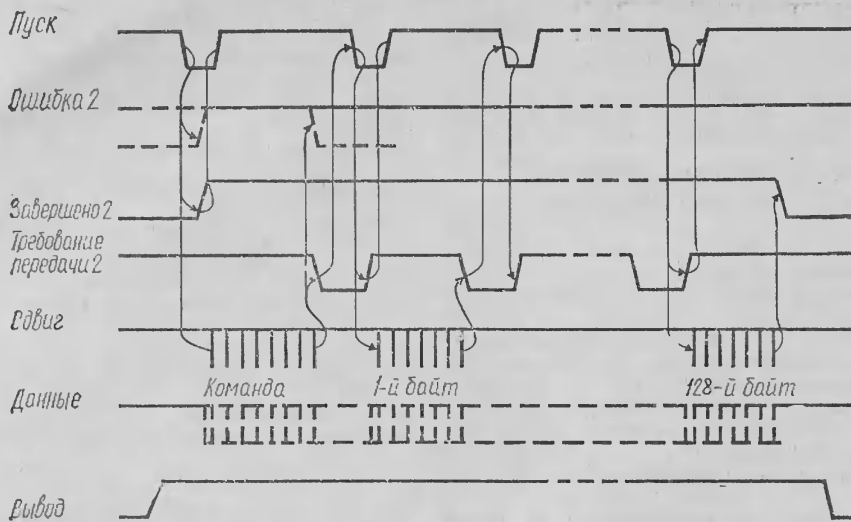 Пуск
Ошибка 2
Завершено 2
Требование
передачи 2
Сдвиг
Команда
1-й байт
128-й байт
Данные
Вывод